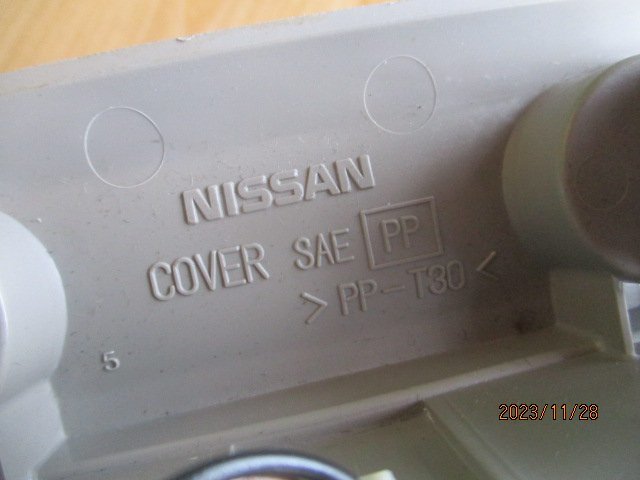 NISSAN
COVER SAE PP
>PP-T30<
5
2023/11/28